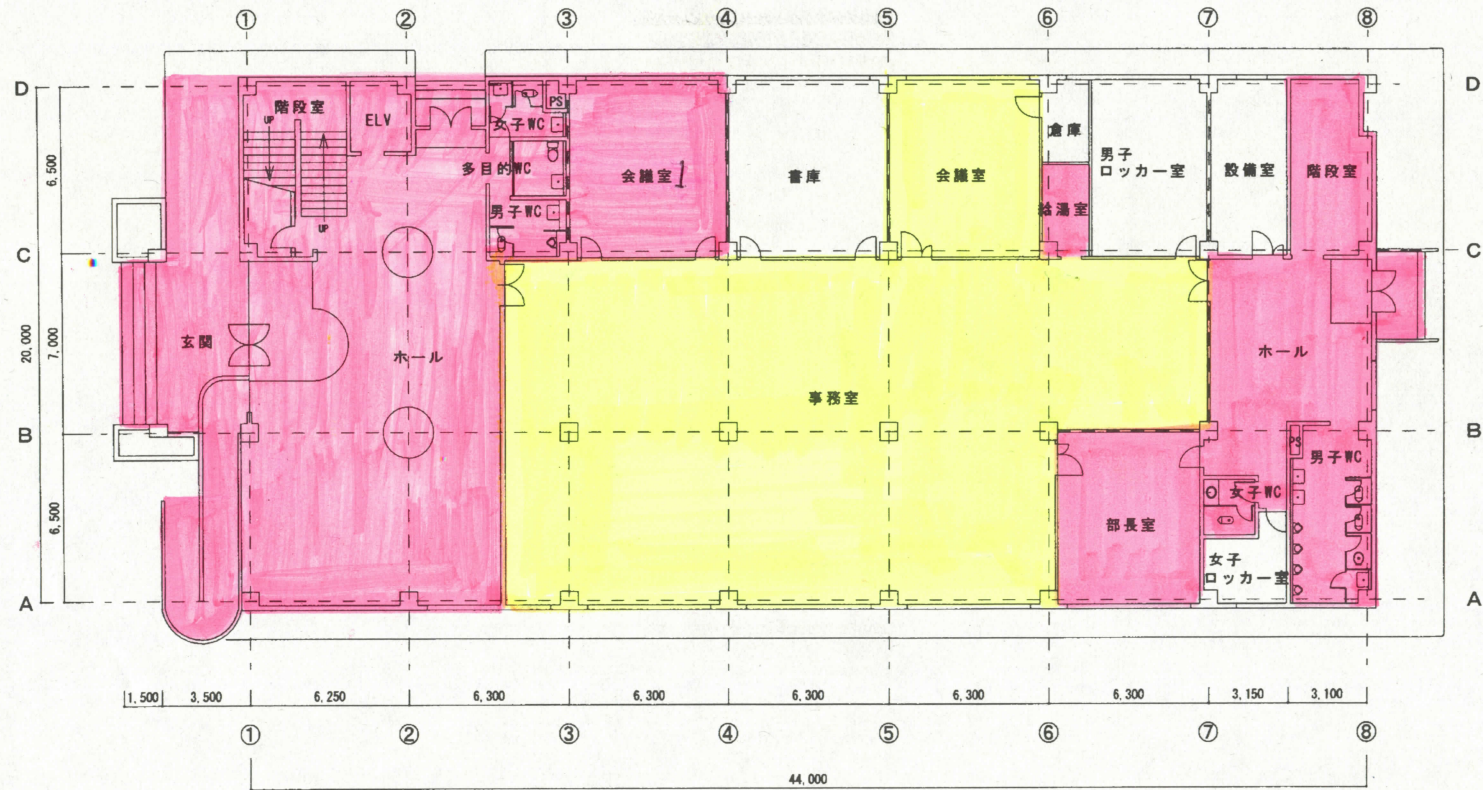 ① ② ③ ④ ⑤ ⑥ ⑦ ⑧
D
D
階段室
UP
ELV
PS
女子WC
多目的WC
会議室1
書庫
会議室
倉庫
男子
ロッカー室
設備室
階段室
男子WC
給湯室
UP
6,500
C
C
玄関
ホール
ホール
20,000
7,000
事務室
B
B
PS
男子WC
女子WC
部長室
6,500
女子
ロッカー室
A
A
1,500 3,500 6,250 6,300 6,300 6,300 6,300 6,300 3,150 3,100
① ② ③ ④ ⑤ ⑥ ⑦ ⑧
44,000